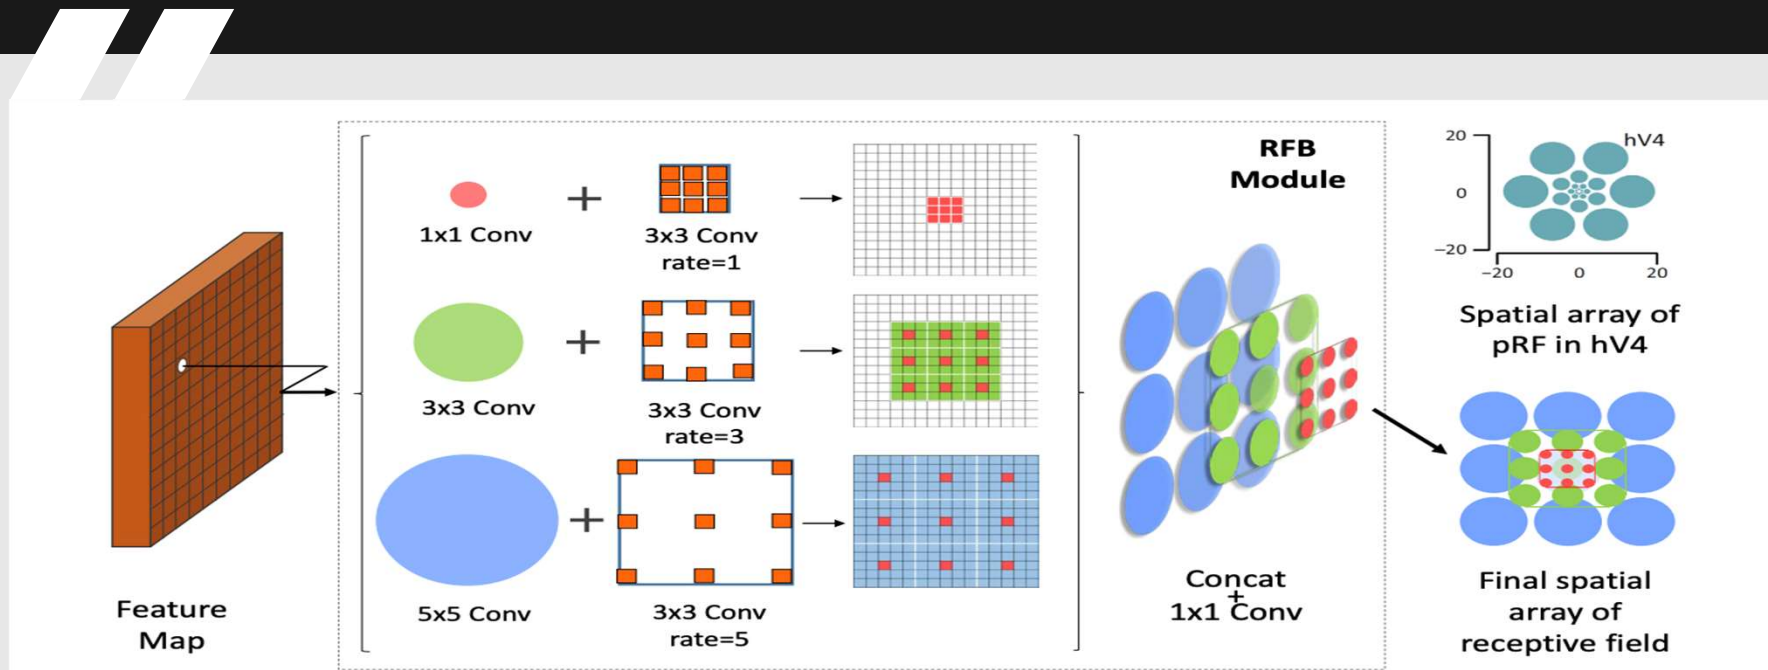 Feature
Map
1x1 Conv
+
3x3 Conv
rate=1
3x3 Conv
+
3x3 Conv
rate=3
5x5 Conv
+
3x3 Conv
rate=5
RFB
Module
Concat
+
1x1 Conv
20
0
−20
hV4
−20
0
20
Spatial array of
pRF in hV4
Final spatial
array of
receptive field